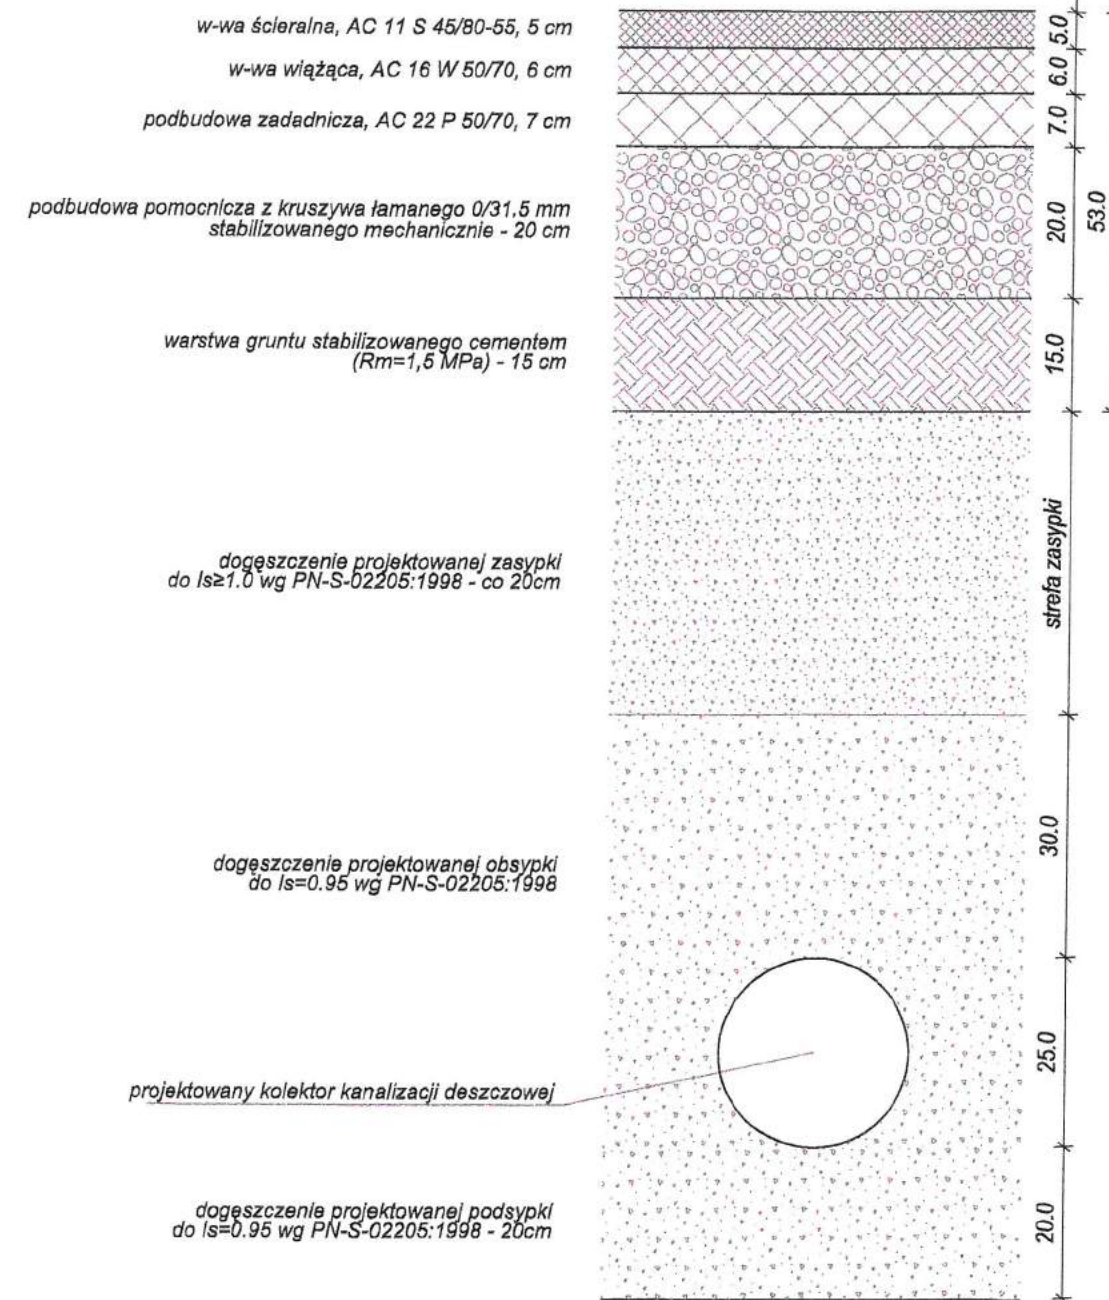 w-wa ścieralna, AC 11 S 45/80-55, 5 cm
5.0
w-wa wiążąca, AC 16 W 50/70, 6 cm
6.0
podbudowa zadadnicza, AC 22 P 50/70, 7 cm
7.0
podbudowa pomocnicza z kruszywa łamanego 0/31.5 mm
stabilizowanego mechanicznie - 20 cm
20.0
53.0
warstwa gruntu stabilizowanego cementem
(Rm=1,5 MPa) - 15 cm
15.0
dogęszczenie projektowanej zasypki
do Is≥1.0 wg PN-S-02205:1998 - co 20cm
strefa zasypki
dogęszczenie projektowanej obsypki
do Is=0.95 wg PN-S-02205:1998
30.0
projektowany kolektor kanalizacji deszczowej
25.0
dogęszczenie projektowanej podsypki
do Is=0.95 wg PN-S-02205:1998 - 20cm
20.0